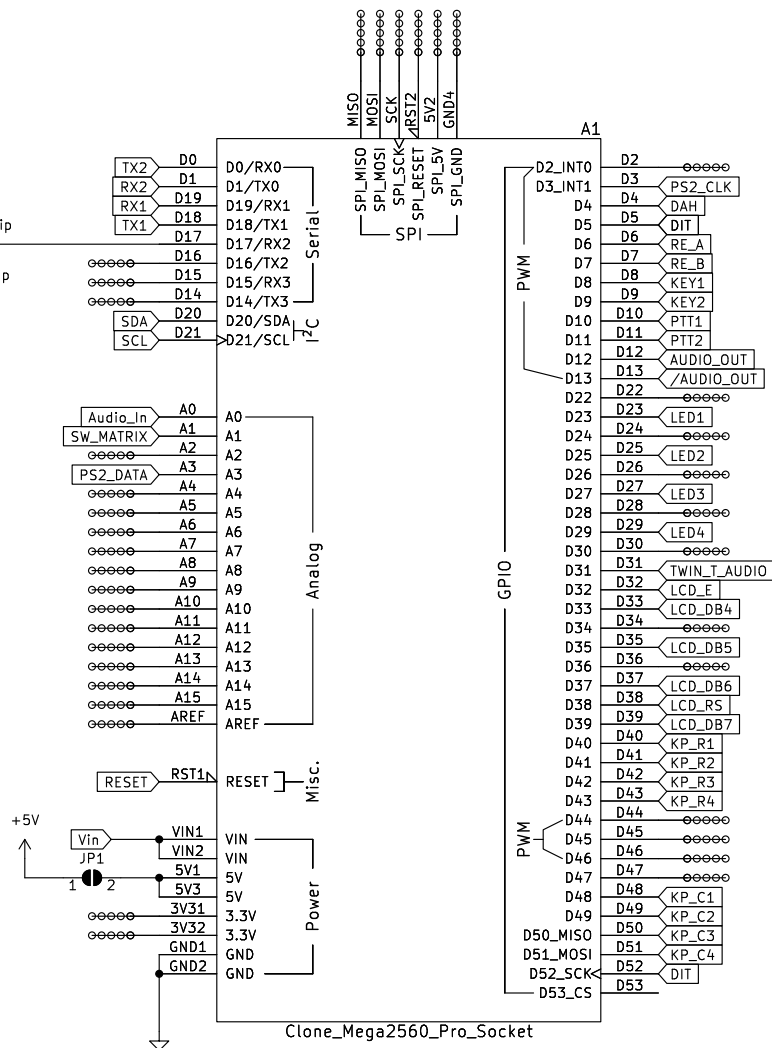 MISO MOSI SCK RST2 5V2 GND4
A1
SPI_MISO SPI_MOSI SPI_SCK SPI_RESET SPI_5V SPI_GND
SPI
TX2 D0 D0/RX0 D2_INT0 D2
RX2 D1 D1/TX0 D3_INT1 D3 PS2_CLK
RX1 D19 D19/RX1 D4 D4 DAH
ip TX1 D18 D18/TX1 D5 D5 DIT
D17 D17/RX2 Serial D6 D6 RE_A
D16 D16/TX2 PWM D7 D7 RE_B
p D15 D15/RX3 D8 D8 KEY1
D14 D14/TX3 D9 D9 KEY2
SDA D20 D20/SDA I²C D10 D10 PTT1
SCL D21 D21/SCL D11 D11 PTT2
D12 D12 AUDIO_OUT
D13 D13 /AUDIO_OUT
D22 D22
Audio_In A0 A0 D23 D23 LED1
SW_MATRIX A1 A1 D24 D24
A2 A2 D25 D25 LED2
PS2_DATA A3 A3 D26 D26
A4 A4 D27 D27 LED3
A5 A5 D28 D28
A6 A6 D29 D29 LED4
A7 A7 Analog D30 D30
A8 A8 GPIO D31 D31 TWIN_T_AUDIO
A9 A9 D32 D32 LCD_E
A10 A10 D33 D33 LCD_DB4
A11 A11 D34 D34
A12 A12 D35 D35 LCD_DB5
A13 A13 D36 D36
A14 A14 D37 D37 LCD_DB6
A15 A15 D38 D38 LCD_RS
AREF AREF D39 D39 LCD_DB7
D40 D40 KP_R1
D41 D41 KP_R2
RESET RST1 RESET Misc. D42 D42 KP_R3
D43 D43 KP_R4
+5V D44 D44
Vin VIN1 VIN PWM D45 D45
JP1 VIN2 VIN D46 D46
1 2 5V1 5V D47 D47
5V3 5V Power D48 D48 KP_C1
3V31 3.3V D49 D49 KP_C2
3V32 3.3V D50_MISO D50 KP_C3
GND1 GND D51_MOSI D51 KP_C4
GND2 GND D52_SCK D52 DIT
D53_CS D53
Clone_Mega2560_Pro_Socket